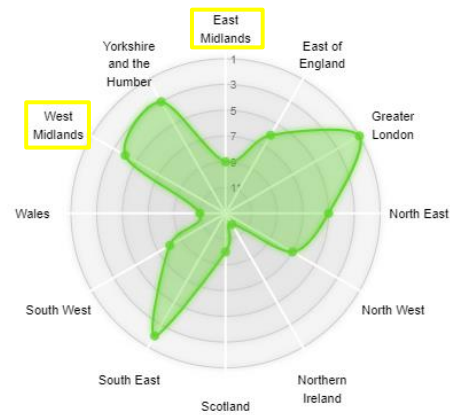 East
Midlands
Yorkshire
and the
Humber
East of
England
1
3
5
7
9
11
West
Midlands
Greater
London
Wales
North East
South West
North West
South East
Northern
Ireland
Scotland